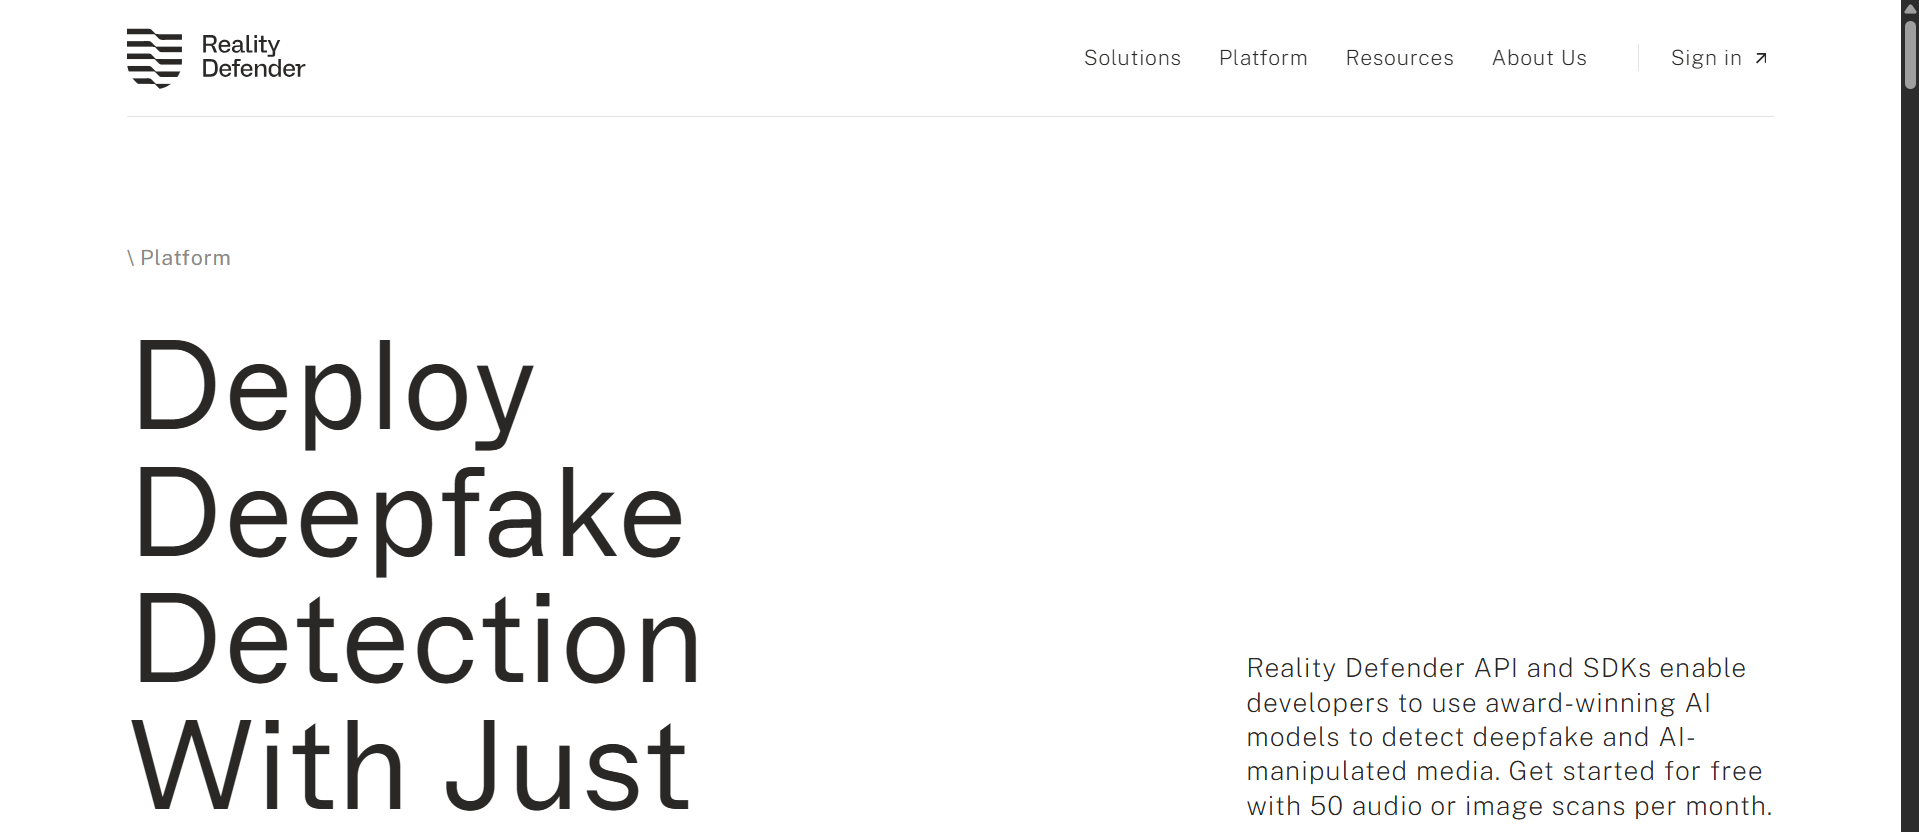 Reality
Defender
Solutions
Platform
Resources
About Us
Sign in
\ Platform
Deploy
Deepfake
Detection
With Just
Reality Defender API and SDKs enable
developers to use award-winning AI
models to detect deepfake and AI-
manipulated media. Get started for free
with 50 audio or image scans per month.